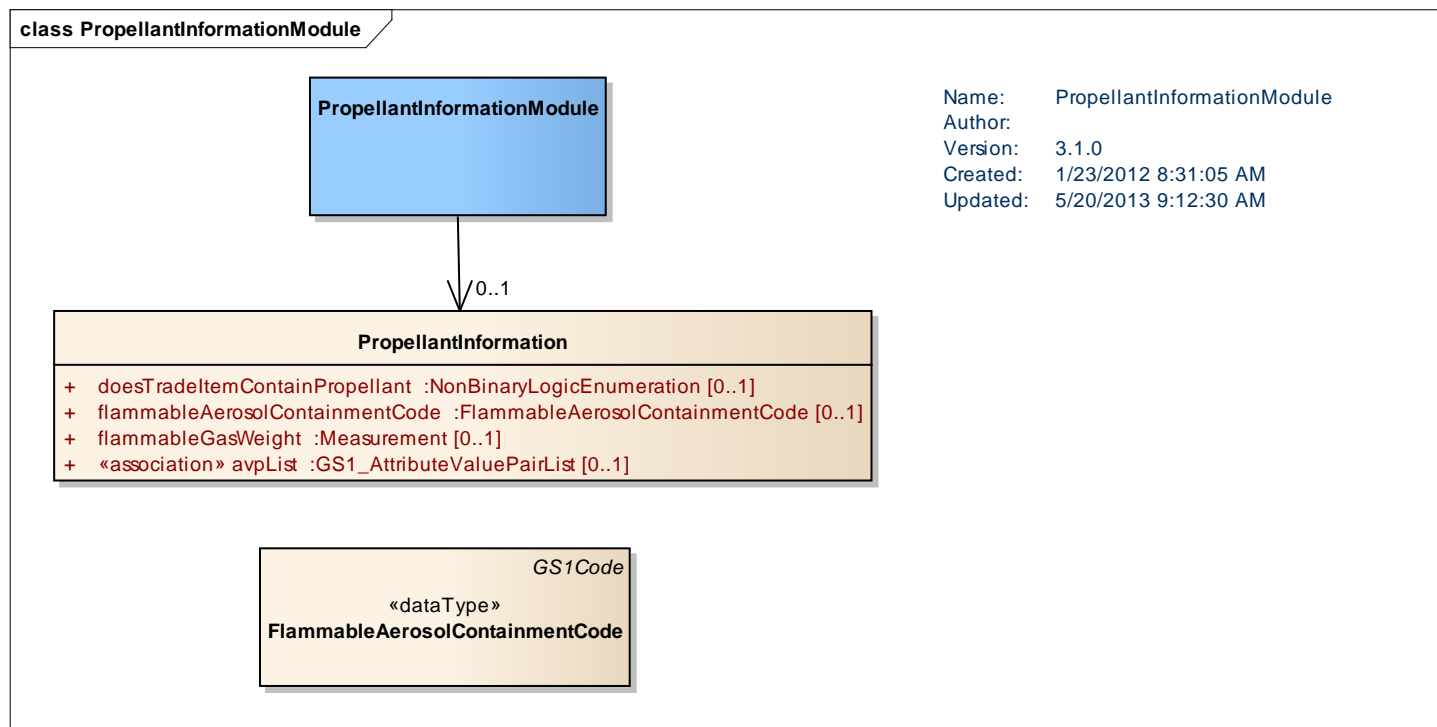 class PropellantInformationModule
PropellantInformationModule
Name: PropellantInformationModule
Author:
Version: 3.1.0
Created: 1/23/2012 8:31:05 AM
Updated: 5/20/2013 9:12:30 AM
0..1
PropellantInformation
+ doesTradeItemContainPropellant :NonBinaryLogicEnumeration [0..1]
+ flammableAerosolContainmentCode :FlammableAerosolContainmentCode [0..1]
+ flammableGasWeight :Measurement [0..1]
+ «association» avpList :GS1_AttributeValuePairList [0..1]
GS1Code
«dataType»
FlammableAerosolContainmentCode